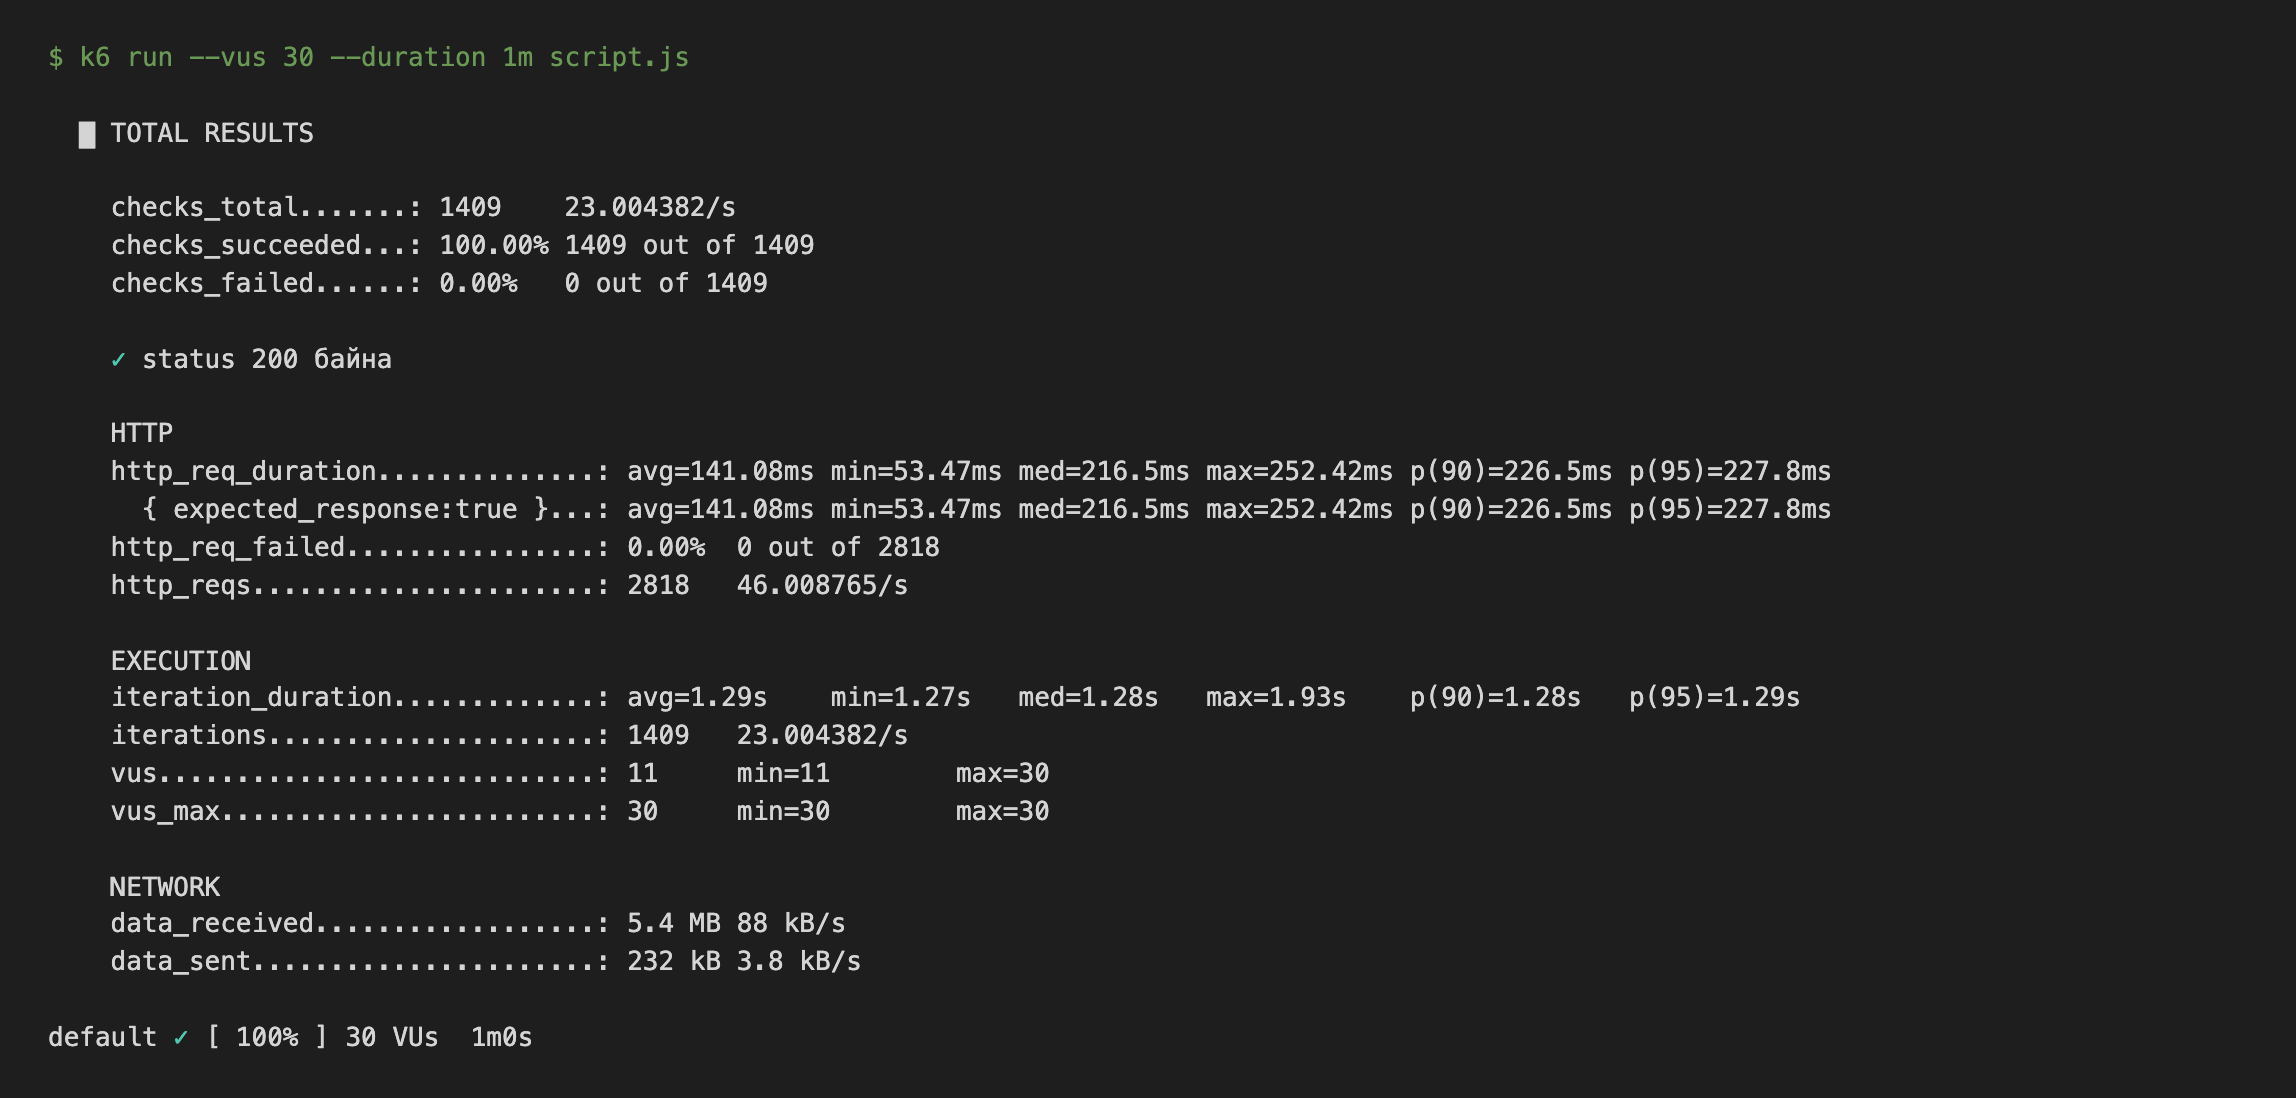 $ k6 run --vus 30 --duration 1m script.js
█ TOTAL RESULTS
checks_total.......: 1409    23.004382/s
checks_succeeded...: 100.00% 1409 out of 1409
checks_failed......: 0.00%   0 out of 1409
✓ status 200 байна
HTTP
http_req_duration..............: avg=141.08ms min=53.47ms med=216.5ms max=252.42ms p(90)=226.5ms p(95)=227.8ms
{ expected_response:true }...: avg=141.08ms min=53.47ms med=216.5ms max=252.42ms p(90)=226.5ms p(95)=227.8ms
http_req_failed................: 0.00%  0 out of 2818
http_reqs......................: 2818   46.008765/s
EXECUTION
iteration_duration.............: avg=1.29s    min=1.27s   med=1.28s   max=1.93s    p(90)=1.28s   p(95)=1.29s
iterations.....................: 1409   23.004382/s
vus............................: 11     min=11        max=30
vus_max........................: 30     min=30        max=30
NETWORK
data_received..................: 5.4 MB 88 kB/s
data_sent......................: 232 kB 3.8 kB/s
default ✓ [ 100% ] 30 VUs  1m0s